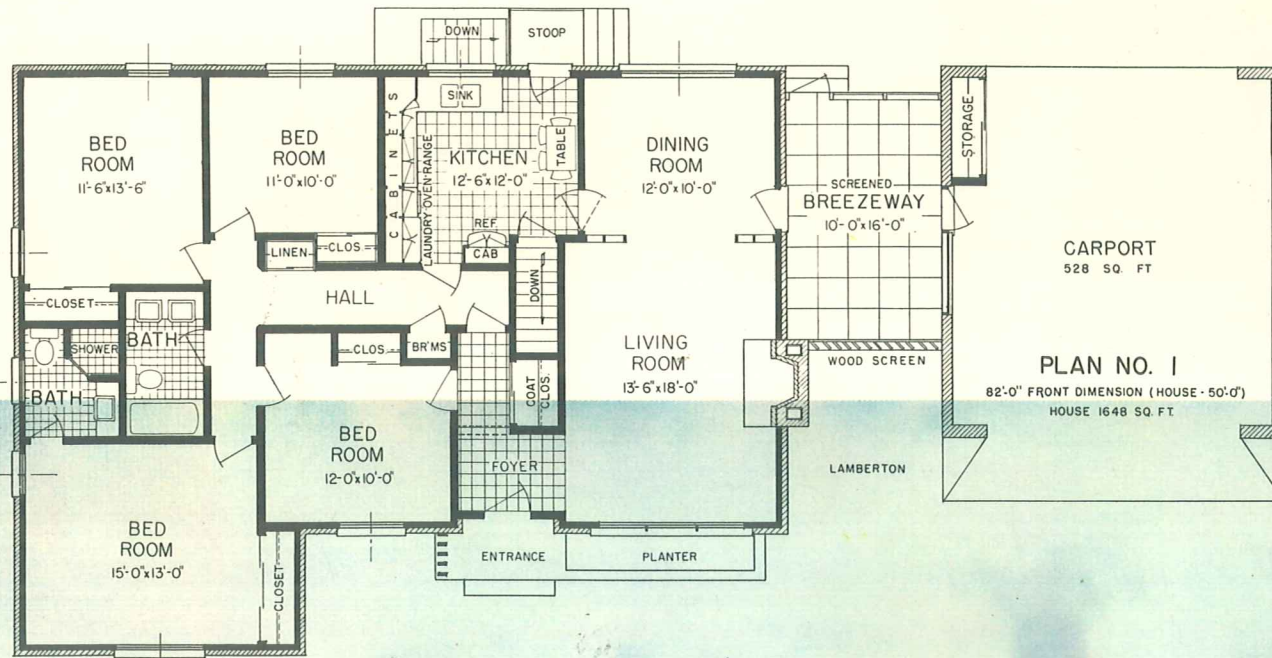 DOWN
STOOP
BED
ROOM
11'-6"x13'-6"
BED
ROOM
11'-0"x10'-0"
CABINETS
LAUNDRY OVEN-RANGE
SINK
KITCHEN
12'-6"x12'-0"
TABLE
REF.
CAB
DINING
ROOM
12'-0"x10'-0"
SCREENED
BREEZEWAY
10'-0"x16'-0"
STORAGE
CARPORT
528 SQ. FT
LINEN
CLOS.
CLOSET
HALL
DOWN
BATH
SHOWER
BATH
CLOS.
BR'MS
COAT
CLOS.
LIVING
ROOM
13'-6"x18'-0"
WOOD SCREEN
PLAN NO. 1
82'-0" FRONT DIMENSION (HOUSE - 50'-0")
HOUSE 1648 SQ. FT.
BED
ROOM
12'-0"x10'-0
FOYER
LAMBERTON
BED
ROOM
15'-0"x13'-0"
CLOSET
ENTRANCE
PLANTER